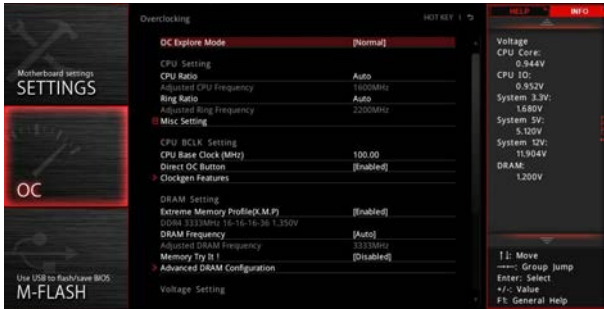 Overclocking
HOT KEY
HELP
INFO
Motherboard settings
SETTINGS
OC
Use USB to flash/save BIOS
M-FLASH
OC Explore Mode [Normal]
CPU Setting
CPU Ratio Auto
Adjusted CPU Frequency 1600MHz
Ring Ratio Auto
Adjusted Ring Frequency 2200MHz
Misc Setting
CPU BCLK Setting
CPU Base Clock (MHz) 100.00
Direct OC Button [Enabled]
Clockgen Features
DRAM Setting
Extreme Memory Profile(X.M.P) [Enabled]
DDR4 3333MHz 16-16-16-36 1.350V
DRAM Frequency [Auto]
Adjusted DRAM Frequency 3333MHz
Memory Try It ! [Disabled]
Advanced DRAM Configuration
Voltage Setting
Voltage
CPU Core:
0.944V
CPU IO:
0.952V
System 3.3V:
1.680V
System 5V:
5.120V
System 12V:
11.904V
DRAM:
1.200V
↑↓: Move
→←: Group Jump
Enter: Select
+/-: Value
F1: General Help